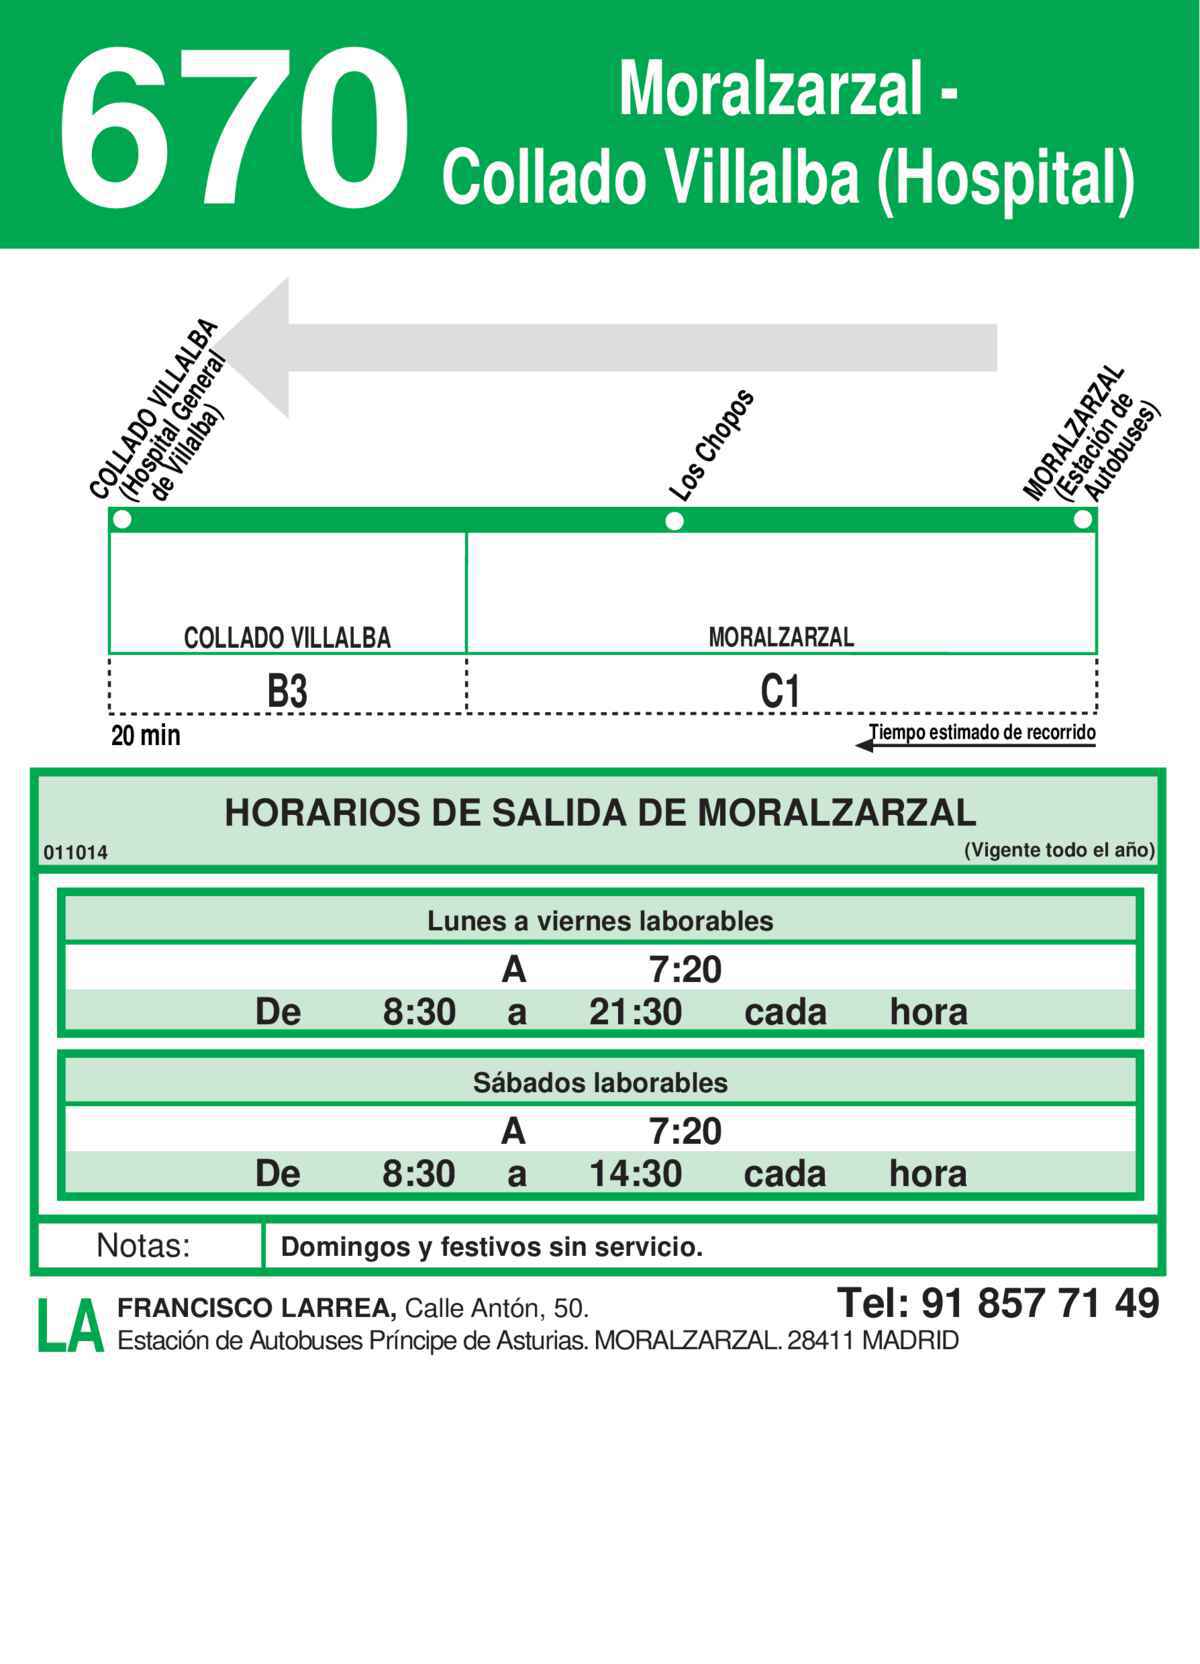 670
Moralzarzal -
Collado Villalba (Hospital)
COLLADO VILLALBA
(Hospital General
de Villalba)
Los Chopos
MORALZARZAL
(Estación de
Autobuses)
COLLADO VILLALBA
MORALZARZAL
B3
C1
20 min
Tiempo estimado de recorrido
HORARIOS DE SALIDA DE MORALZARZAL
011014
(Vigente todo el año)
Lunes a viernes laborables
A 7:20
De 8:30 a 21:30 cada hora
Sábados laborables
A 7:20
De 8:30 a 14:30 cada hora
Notas: Domingos y festivos sin servicio.
LA
FRANCISCO LARREA, Calle Antón, 50.
Tel: 91 857 71 49
Estación de Autobuses Príncipe de Asturias. MORALZARZAL. 28411 MADRID